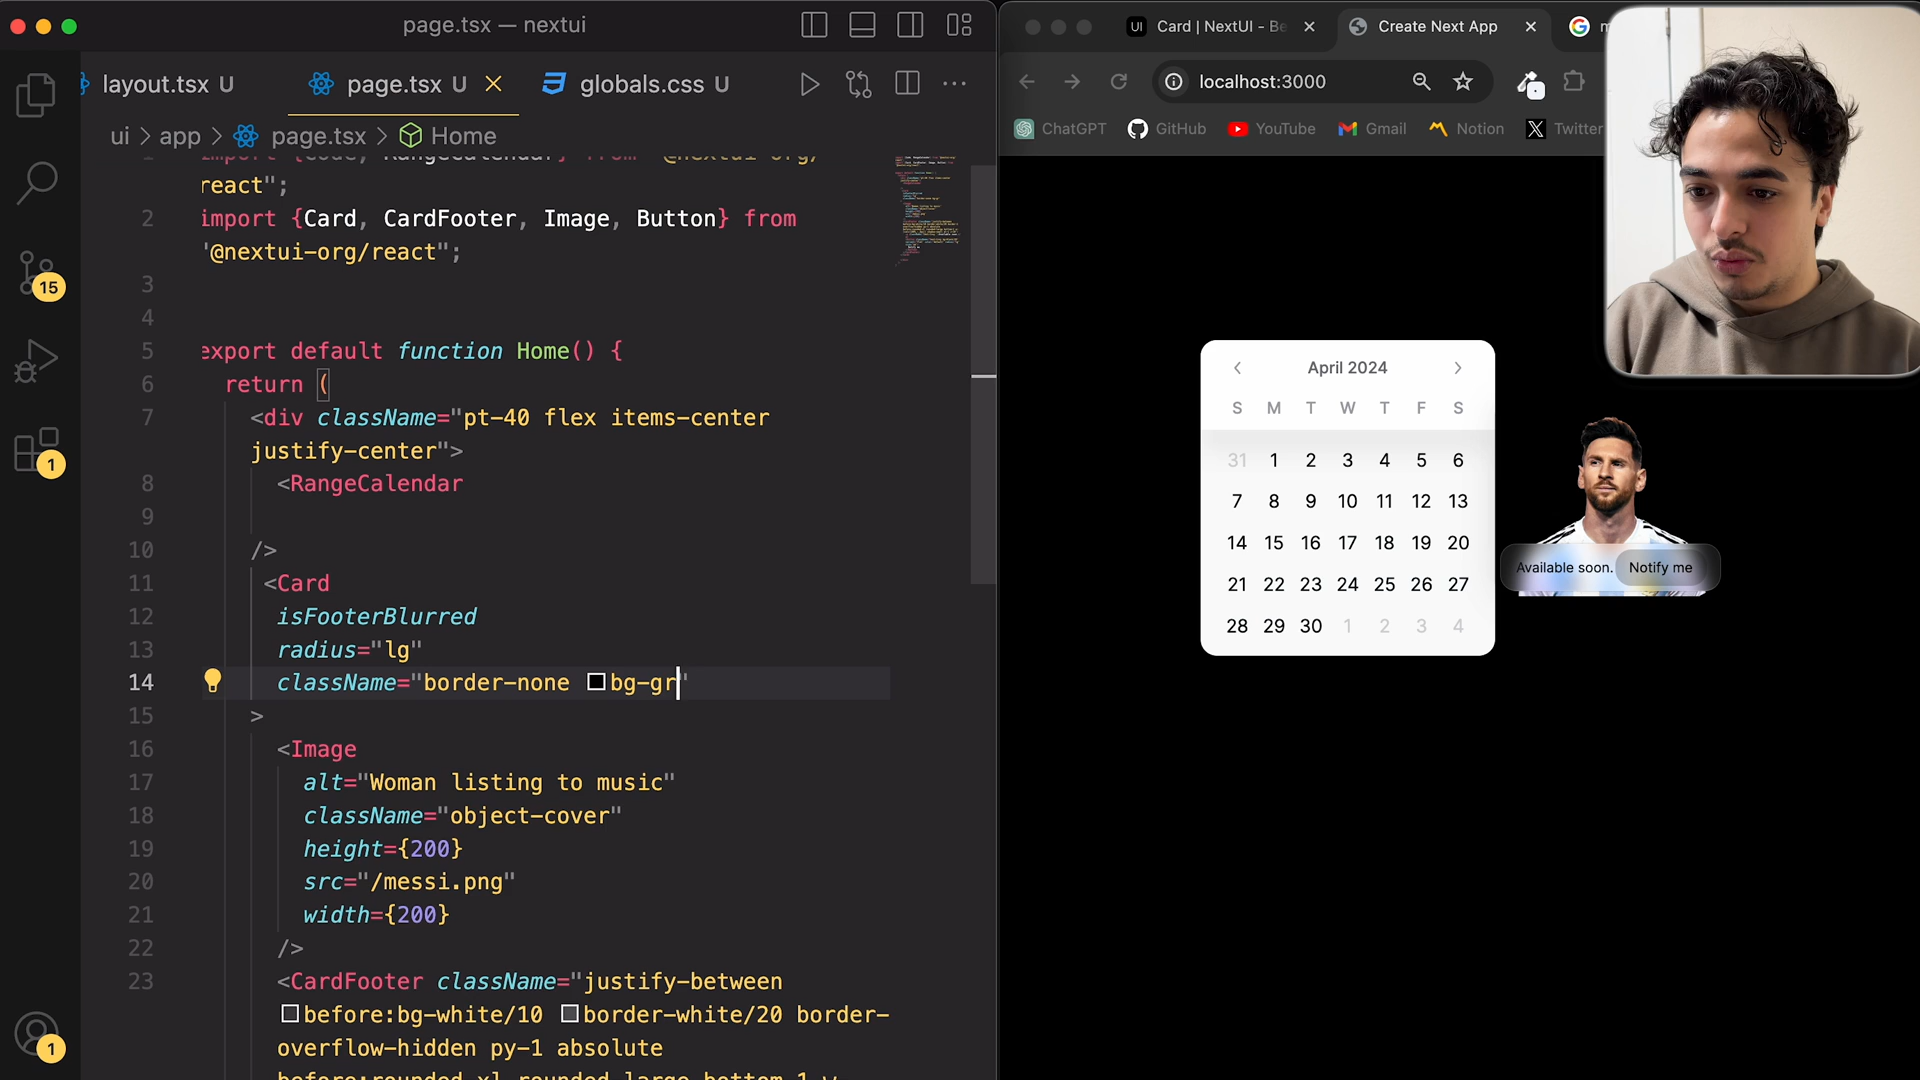 page.tsx — nextui
layout.tsx U
page.tsx U
globals.css U
ui > app > page.tsx > Home
import {Code, RangeCalendar} from "@nextui-org/
react";
2 import {Card, CardFooter, Image, Button} from
"@nextui-org/react";
3
4
5 export default function Home() {
6 return (
7 <div className="pt-40 flex items-center
justify-center">
8 <RangeCalendar
9
10 />
11 <Card
12 isFooterBlurred
13 radius="lg"
14 className="border-none bg-gr"
15 >
16 <Image
17 alt="Woman listing to music"
18 className="object-cover"
19 height={200}
20 src="/messi.png"
21 width={200}
22 />
23 <CardFooter className="justify-between
before:bg-white/10 border-white/20 border-
overflow-hidden py-1 absolute
15
1
1
UI Card | NextUI - Be
Create Next App
localhost:3000
ChatGPT GitHub YouTube Gmail Notion Twitter
April 2024
S M T W T F S
31 1 2 3 4 5 6
7 8 9 10 11 12 13
14 15 16 17 18 19 20
21 22 23 24 25 26 27
28 29 30 1 2 3 4
Available soon. Notify me